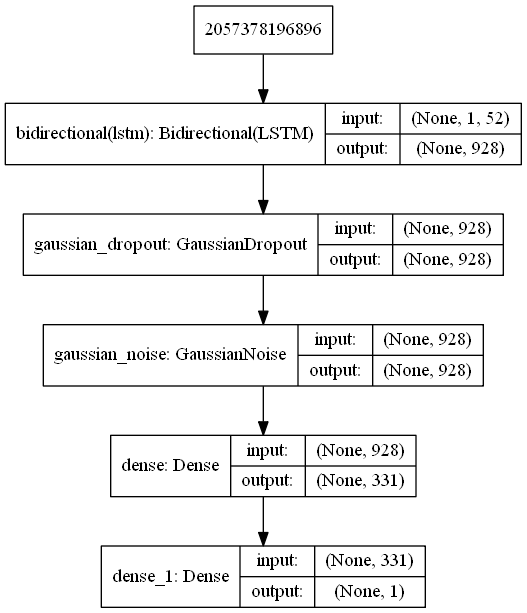 2057378196896
bidirectional(lstm): Bidirectional(LSTM)
input: (None, 1, 52)
output: (None, 928)
gaussian_dropout: GaussianDropout
input: (None, 928)
output: (None, 928)
gaussian_noise: GaussianNoise
input: (None, 928)
output: (None, 928)
dense: Dense
input: (None, 928)
output: (None, 331)
dense_1: Dense
input: (None, 331)
output: (None, 1)